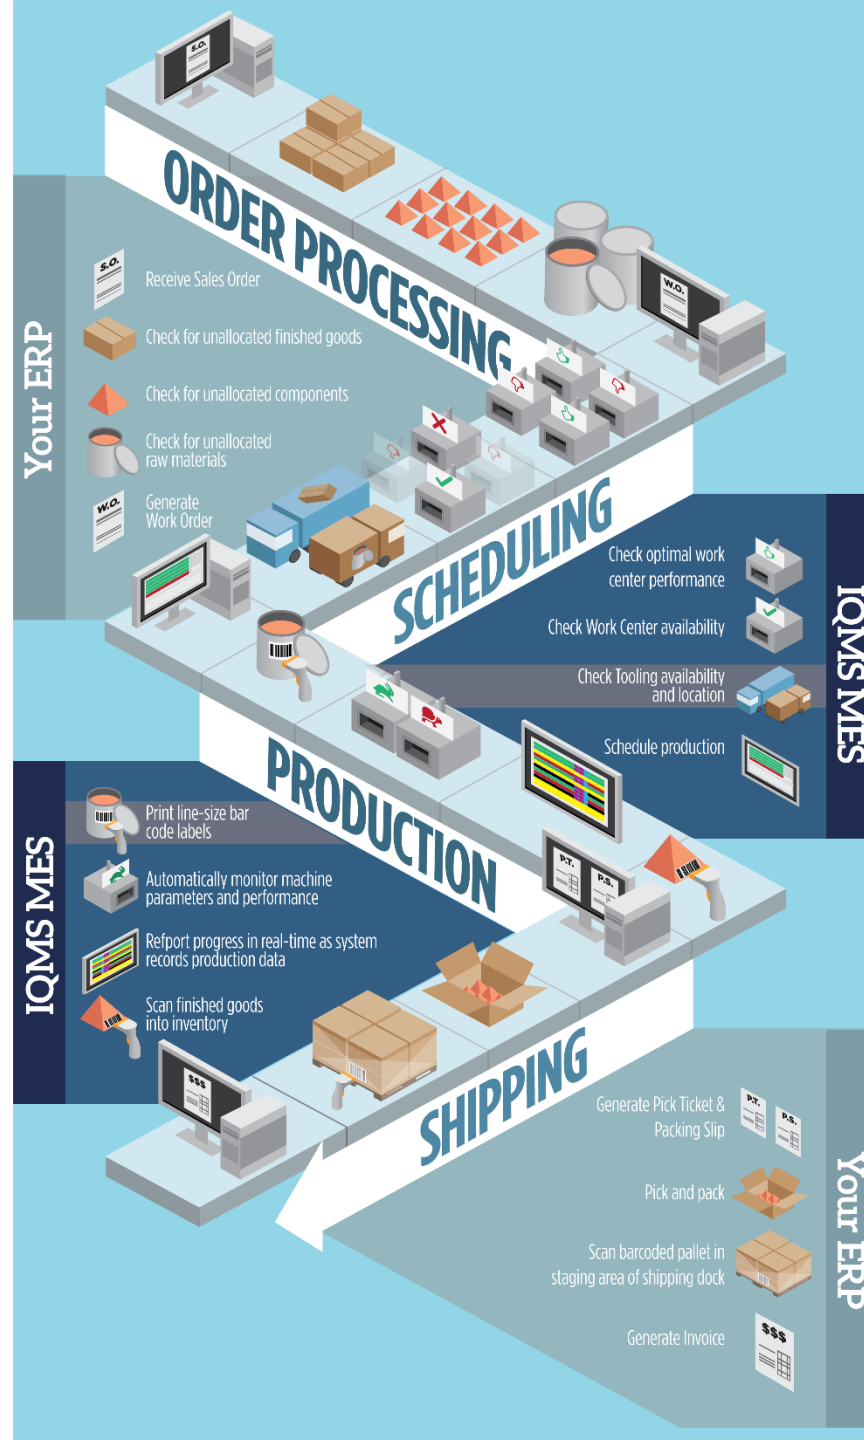 S.O.
ORDER PROCESSING
W.O.
Your ERP
S.O.
Receive Sales Order
Check for unallocated finished goods
Check for unallocated components
Check for unallocated
raw materials
W.O.
Generate
Work Order
SCHEDULING
IQMS MES
Check optimal work
center performance
Check Work Center availability
Check Tooling availability
and location
Schedule production
PRODUCTION
IQMS MES
Print line-size bar
code labels
Automatically monitor machine
parameters and performance
Refport progress in real-time as system
records production data
Scan finished goods
into inventory
P.T.
P.S.
SHIPPING
$$$
Your ERP
Generate Pick Ticket &
Packing Slip
P.T.
P.S.
Pick and pack
Scan barcoded pallet in
staging area of shipping dock
Generate Invoice
$$$